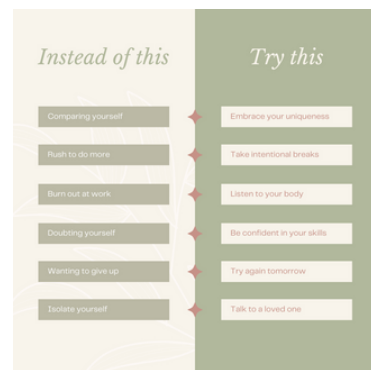 Instead of this
Try this
Comparing yourself
Embrace your uniqueness
Rush to do more
Take intentional breaks
Burn out at work
Listen to your body
Doubting yourself
Be confident in your skills
Wanting to give up
Try again tomorrow
Isolate yourself
Talk to a loved one